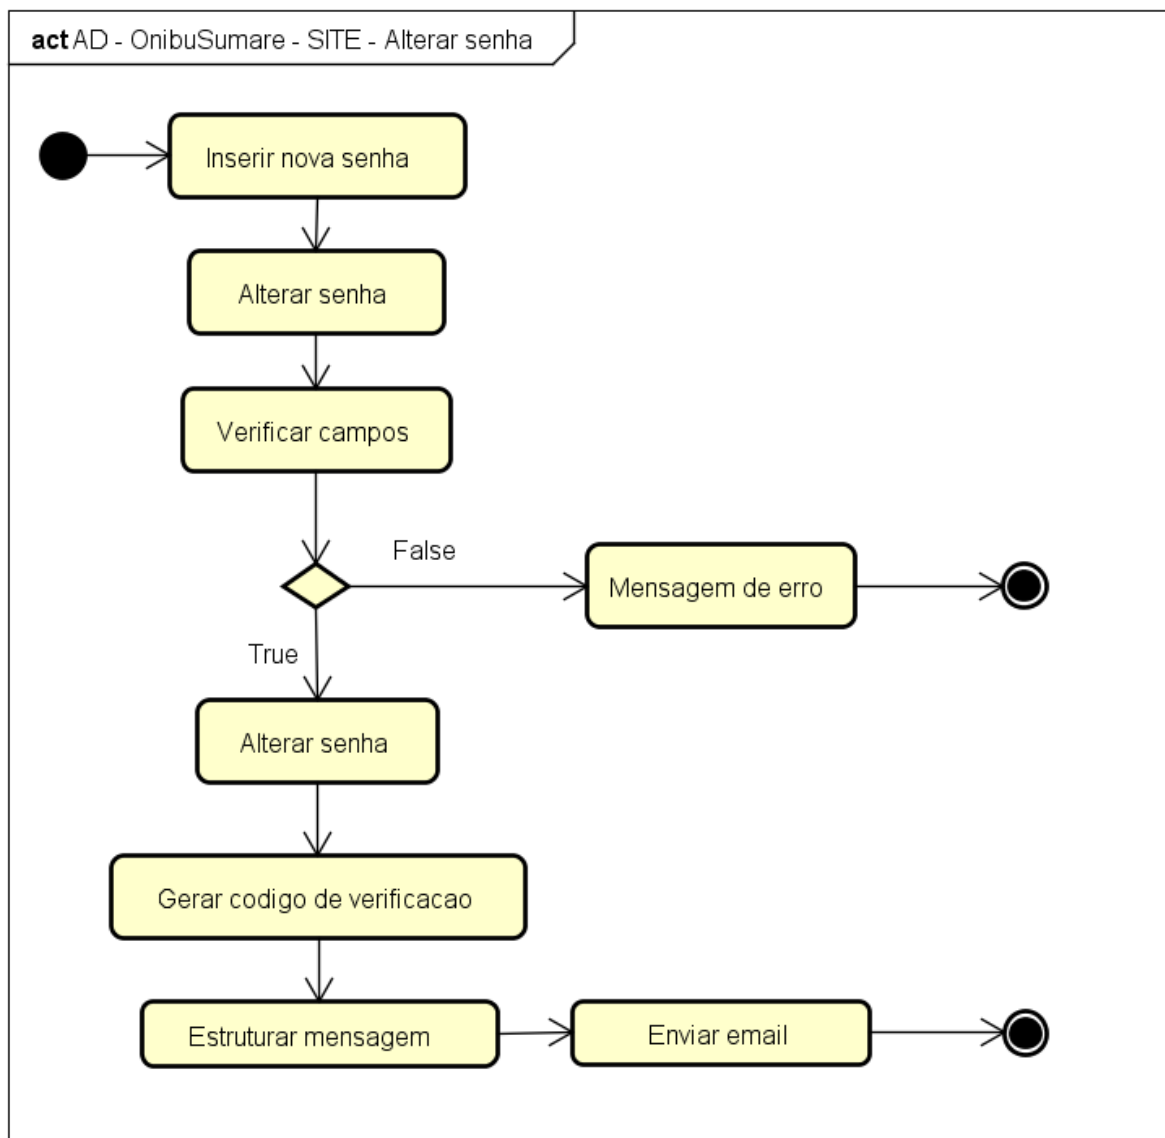 act AD - OnibuSumare - SITE - Alterar senha
Inserir nova senha
Alterar senha
Verificar campos
False
Mensagem de erro
True
Alterar senha
Gerar codigo de verificacao
Estruturar mensagem
Enviar email